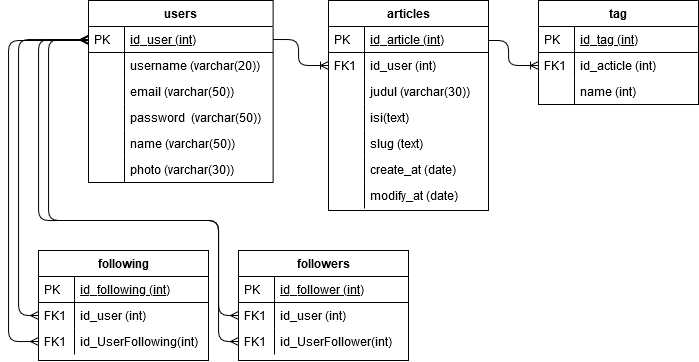 users
PK id_user (int)
username (varchar(20))
email (varchar(50))
password (varchar(50))
name (varchar(50))
photo (varchar(30))
articles
PK id_article (int)
FK1 id_user (int)
judul (varchar(30))
isi(text)
slug (text)
create_at (date)
modify_at (date)
tag
PK id_tag (int)
FK1 id_acticle (int)
name (int)
following
PK id_following (int)
FK1 id_user (int)
FK1 id_UserFollowing(int)
followers
PK id_follower (int)
FK1 id_user (int)
FK1 id_UserFollower(int)